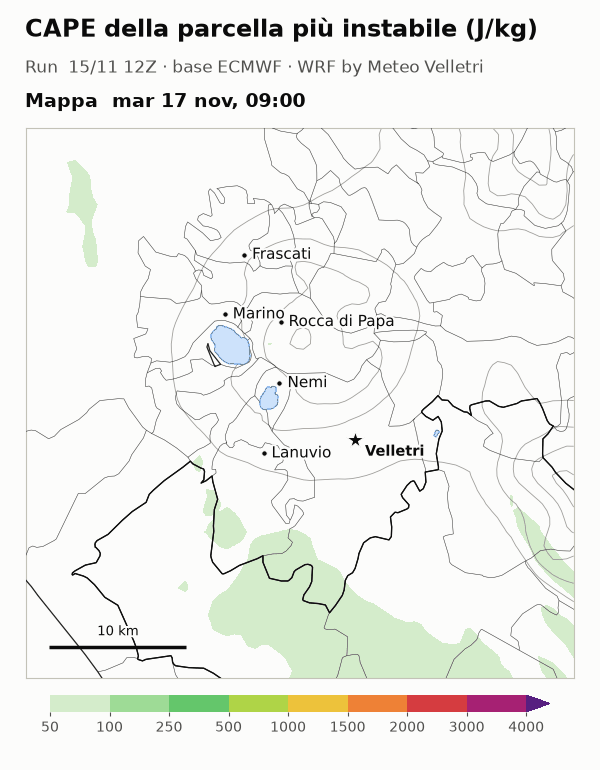 CAPE della parcella più instabile (J/kg)
Run 15/11 12Z · base ECMWF · WRF by Meteo Velletri
Mappa mar 17 nov, 09:00
Frascati
Marino
Rocca di Papa
Nemi
Velletri
Lanuvio
10 km
50 100 250 500 1000 1500 2000 3000 4000